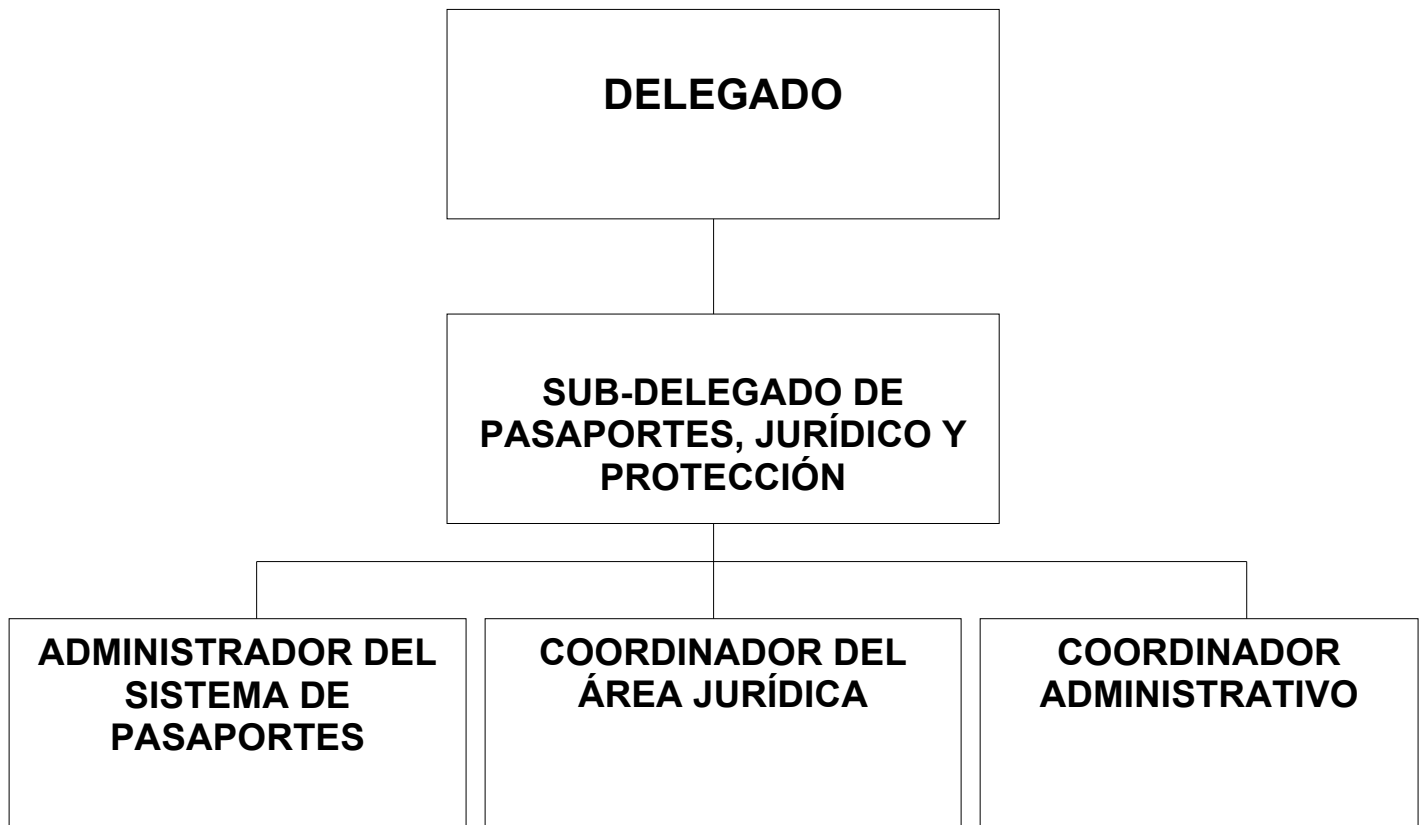 DELEGADO
SUB-DELEGADO DE
PASAPORTES, JURÍDICO Y
PROTECCIÓN
ADMINISTRADOR DEL
SISTEMA DE
PASAPORTES
COORDINADOR DEL
ÁREA JURÍDICA
COORDINADOR
ADMINISTRATIVO